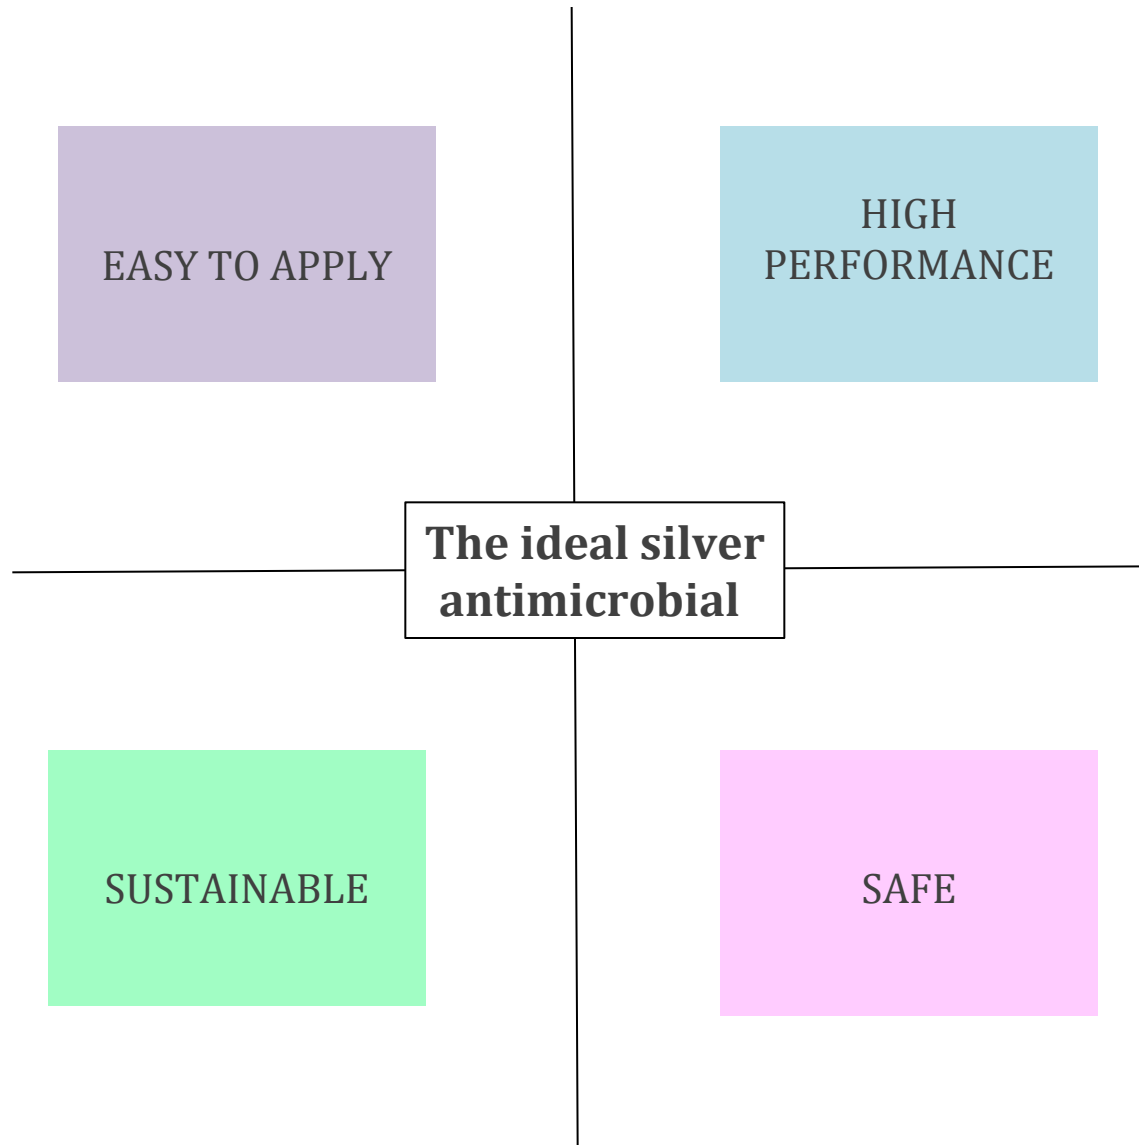 EASY TO APPLY
HIGH
PERFORMANCE
The ideal silver
antimicrobial
SUSTAINABLE
SAFE